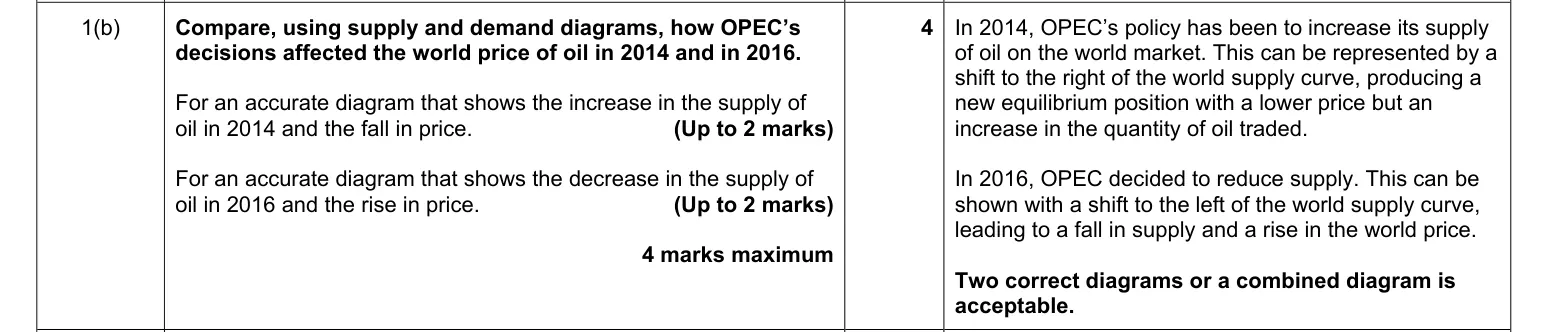 1(b)
Compare, using supply and demand diagrams, how OPEC’s
decisions affected the world price of oil in 2014 and in 2016.
For an accurate diagram that shows the increase in the supply of
oil in 2014 and the fall in price. (Up to 2 marks)
For an accurate diagram that shows the decrease in the supply of
oil in 2016 and the rise in price. (Up to 2 marks)
4 marks maximum
4
In 2014, OPEC’s policy has been to increase its supply
of oil on the world market. This can be represented by a
shift to the right of the world supply curve, producing a
new equilibrium position with a lower price but an
increase in the quantity of oil traded.
In 2016, OPEC decided to reduce supply. This can be
shown with a shift to the left of the world supply curve,
leading to a fall in supply and a rise in the world price.
Two correct diagrams or a combined diagram is
acceptable.